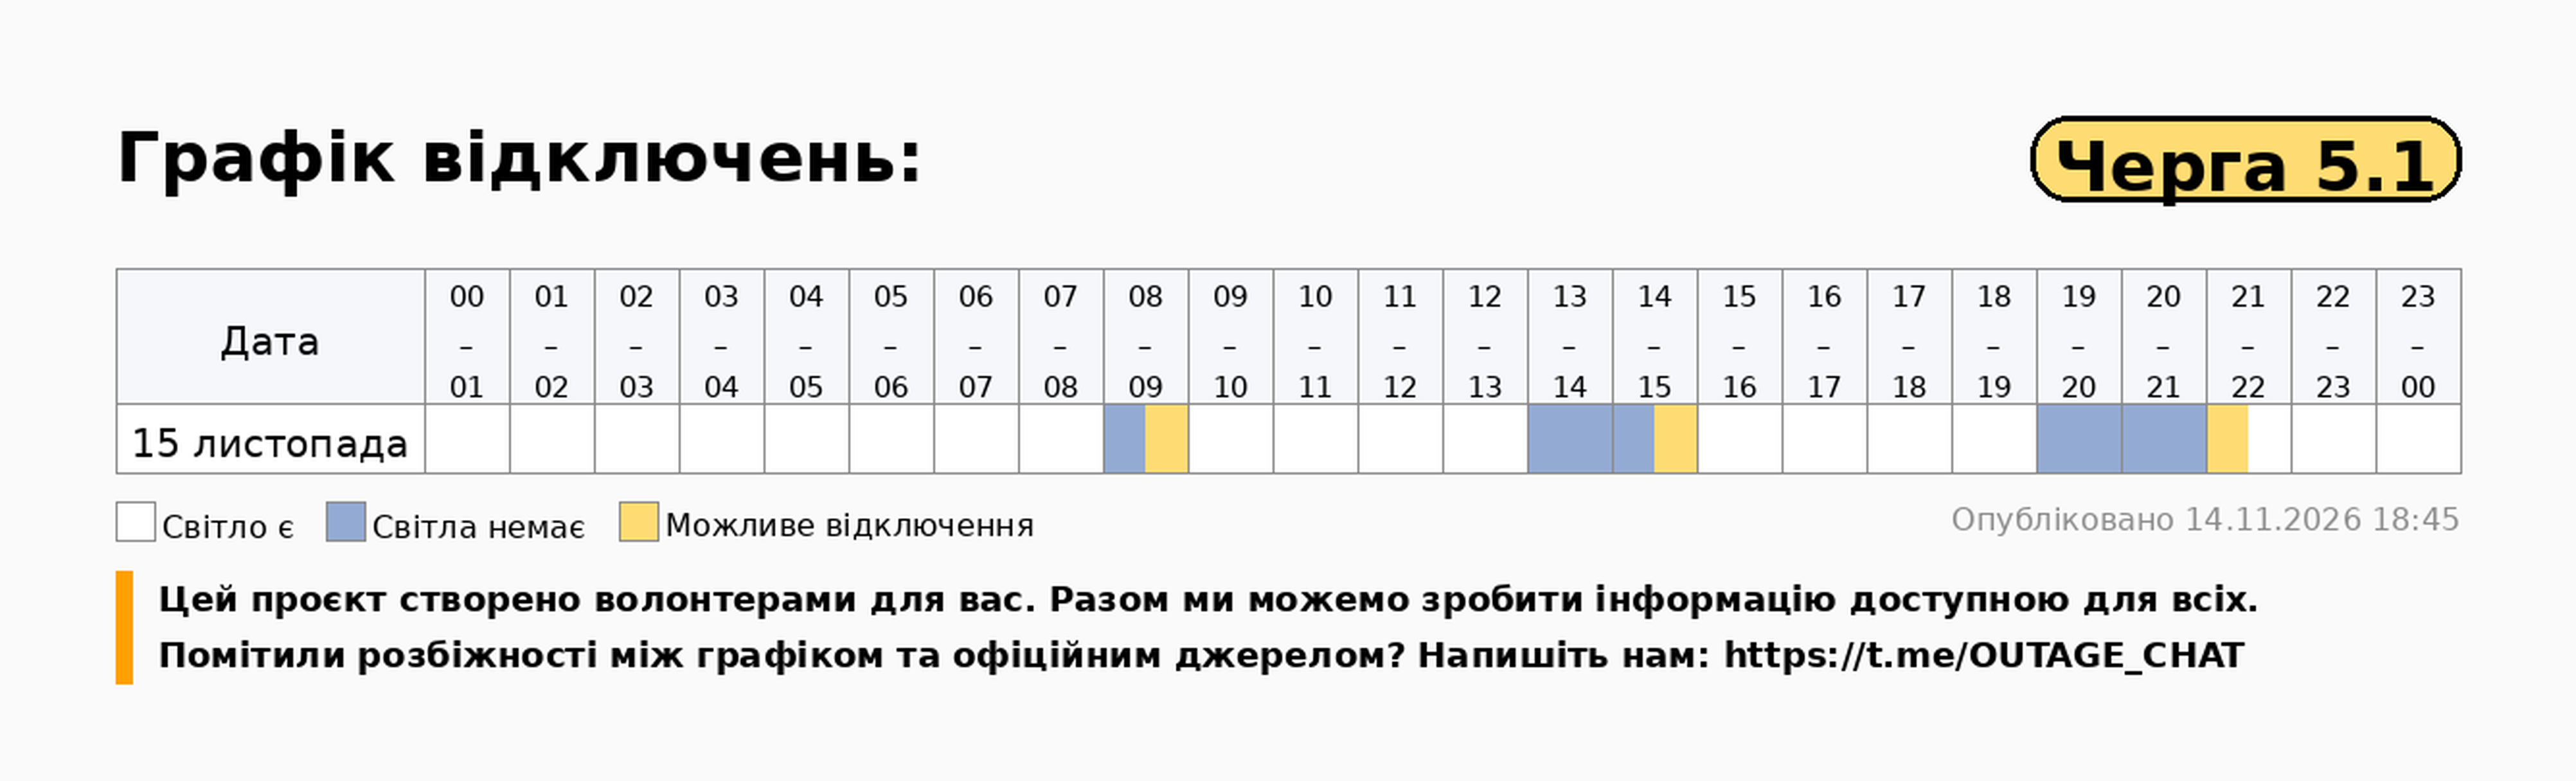 Графік відключень:
Черга 5.1
Дата
00 – 01
01 – 02
02 – 03
03 – 04
04 – 05
05 – 06
06 – 07
07 – 08
08 – 09
09 – 10
10 – 11
11 – 12
12 – 13
13 – 14
14 – 15
15 – 16
16 – 17
17 – 18
18 – 19
19 – 20
20 – 21
21 – 22
22 – 23
23 – 00
15 листопада
Світло є
Світла немає
Можливе відключення
Опубліковано 14.11.2026 18:45
Цей проєкт створено волонтерами для вас. Разом ми можемо зробити інформацію доступною для всіх.
Помітили розбіжності між графіком та офіційним джерелом? Напишіть нам: https://t.me/OUTAGE_CHAT